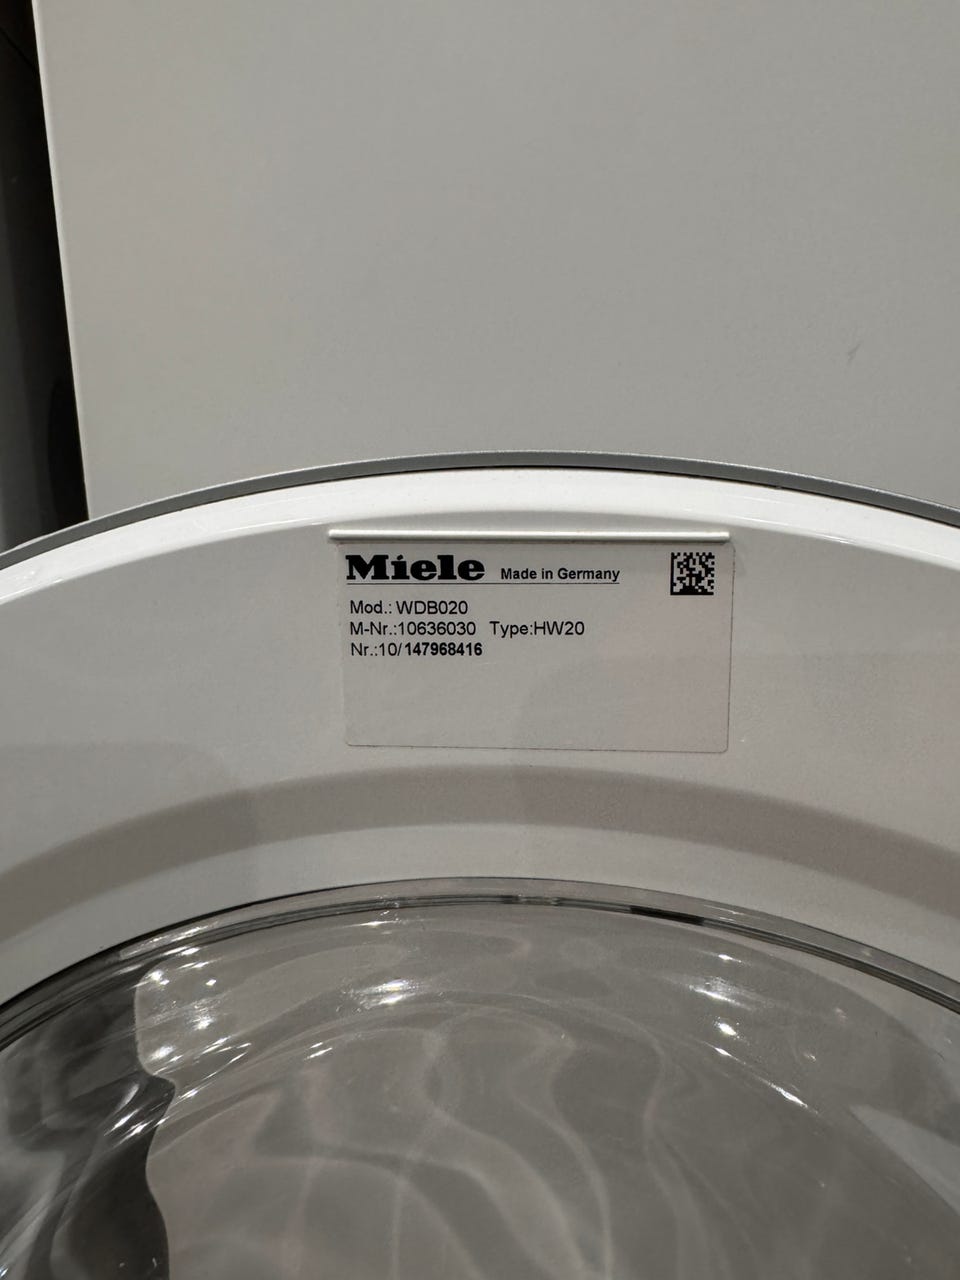 Miele Made in Germany
Mod.: WDB020
M-Nr.:10636030 Type:HW20
Nr.:10/147968416